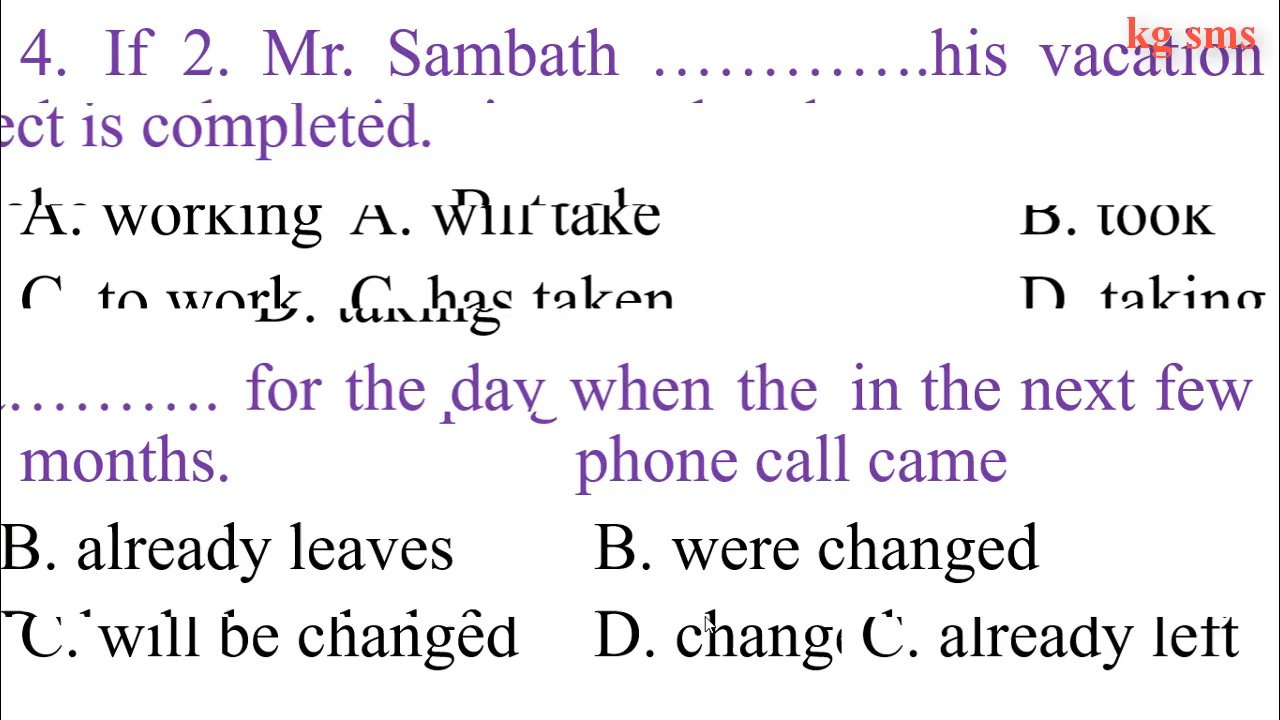 kg sms
4. If 2. Mr. Sambath ………….his vacation
ect is completed.
A. working A. will take B. took
C. to work. C. has taken D. taking
D. taking
………. for the day when the in the next few
months. phone call came
B. already leaves B. were changed
C. will be changed D. change C. already left